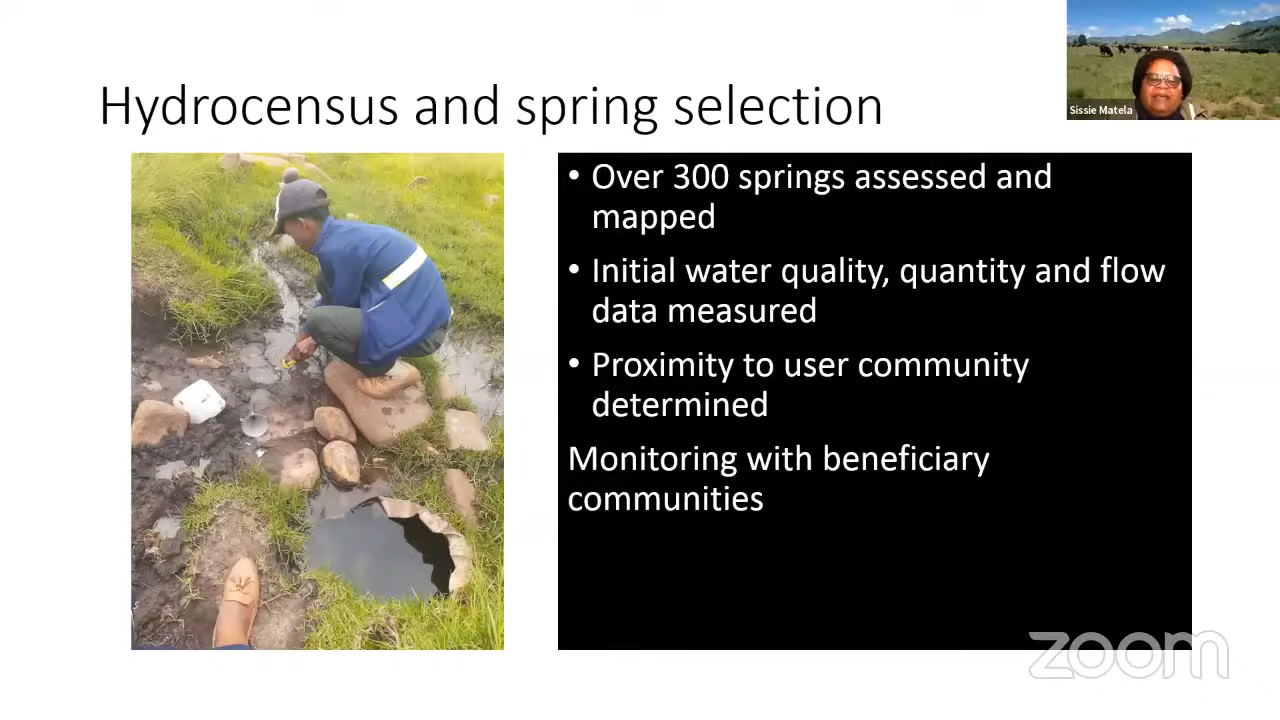 Sissie Matela
Hydrocensus and spring selection
• Over 300 springs assessed and
mapped
• Initial water quality, quantity and flow
data measured
• Proximity to user community
determined
Monitoring with beneficiary
communities
zoom